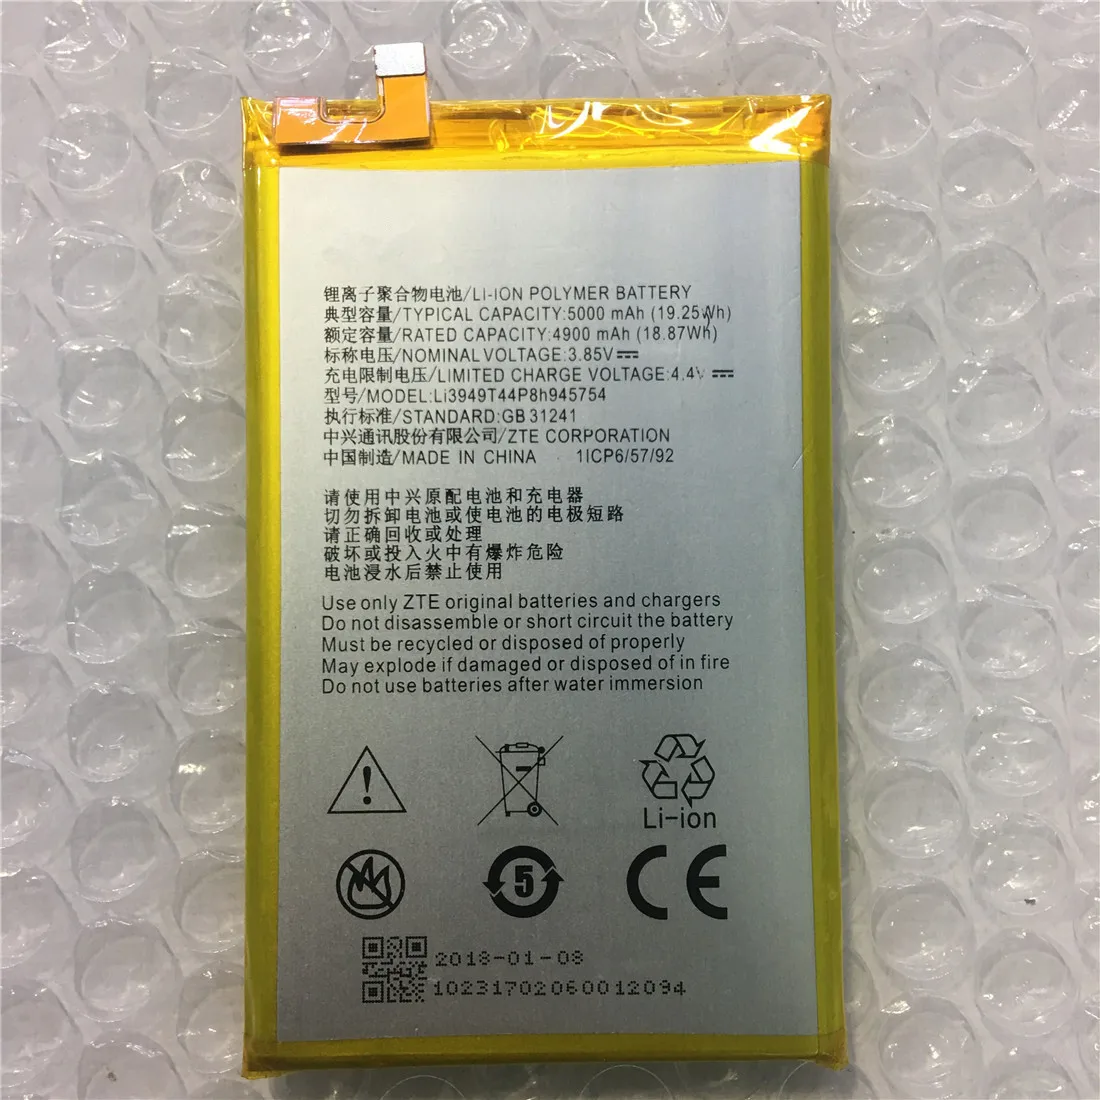 锂离子聚合物电池/LI-ION POLYMER BATTERY
典型容量/TYPICAL CAPACITY:5000 mAh (19.25Wh)
额定容量/RATED CAPACITY:4900 mAh (18.87Wh)
标称电压/NOMINAL VOLTAGE:3.85V⎓
充电限制电压/LIMITED CHARGE VOLTAGE:4.4V⎓
型号/MODEL:Li3949T44P8h945754
执行标准/STANDARD:GB 31241
中兴通讯股份有限公司/ZTE CORPORATION
中国制造/MADE IN CHINA 1ICP6/57/92
请使用中兴原配电池和充电器
切勿拆卸电池或使电池的电极短路
请正确回收或处理
破坏或投入火中有爆炸危险
电池浸水后禁止使用
Use only ZTE original batteries and chargers
Do not disassemble or short circuit the battery
Must be recycled or disposed of properly
May explode if damaged or disposed of in fire
Do not use batteries after water immersion
Li-ion
5
CE
2018-01-08
10231702060012094